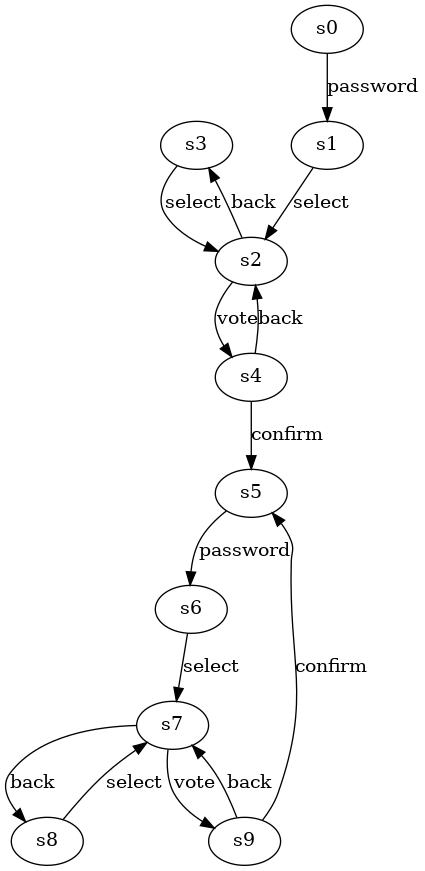 s0
password
s3
s1
select
back
select
s2
vote
back
s4
confirm
s5
password
s6
select
confirm
s7
back
select
vote
back
s8
s9